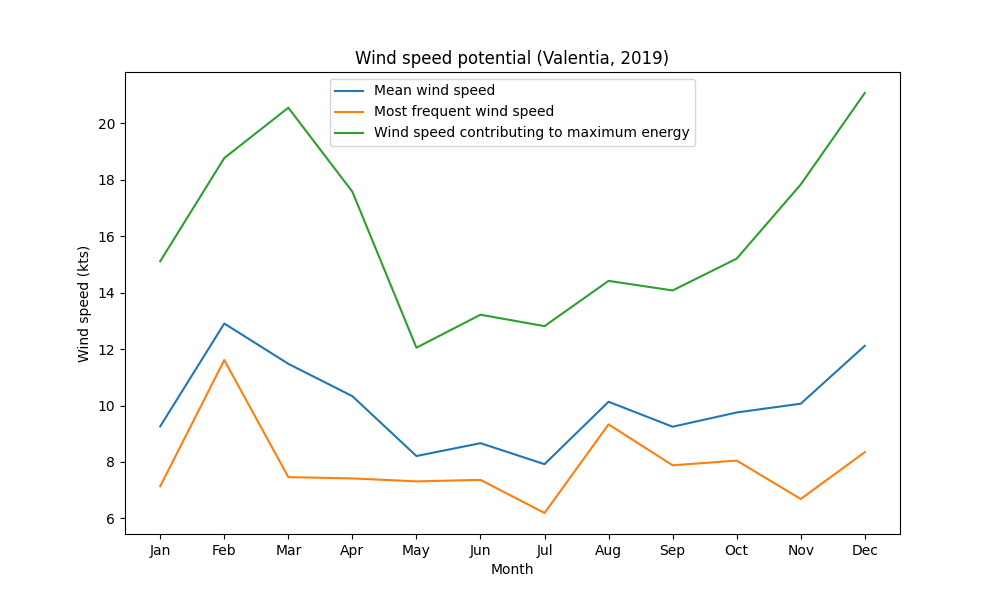 Wind speed potential (Valentia, 2019)
Mean wind speed
Most frequent wind speed
Wind speed contributing to maximum energy
Wind speed (kts)
20
18
16
14
12
10
8
6
Jan Feb Mar Apr May Jun Jul Aug Sep Oct Nov Dec
Month